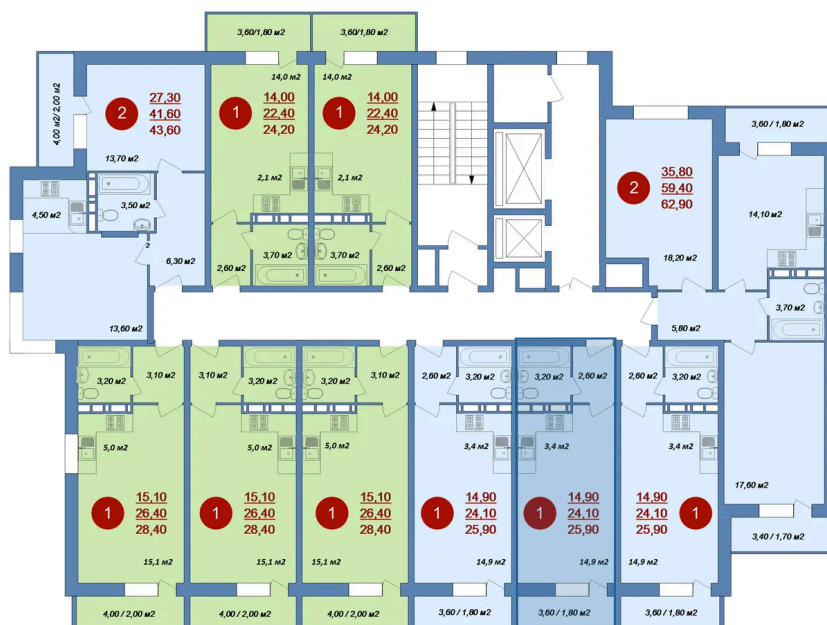 3,60/1,80 м2
3,60/1,80 м2
4,00 м2/ 2,00 м2
14,0 м2
14,0 м2
2
27,30
41,60
43,60
13,70 м2
1
14,00
22,40
24,20
1
14,00
22,40
24,20
3,60 / 1,80 м2
2
35,80
59,40
62,90
14,10 м2
18,20 м2
4,50 м2
3,50 м2
2,1 м2
2,1 м2
2
6,30 м2
2,60 м2
3,70 м2
3,70 м2
2,60 м2
3,70 м2
13,60 м2
5,80 м2
3,20 м2
3,10 м2
3,10 м2
3,20 м2
3,20 м2
3,10 м2
2,60 м2
3,20 м2
3,20 м2
2,60 м2
2,60 м2
3,20 м2
5,0 м2
5,0 м2
5,0 м2
3,4 м2
3,4 м2
3,4 м2
17,60 м2
1
15,10
26,40
28,40
1
15,10
26,40
28,40
1
15,10
26,40
28,40
1
14,90
24,10
25,90
1
14,90
24,10
25,90
14,90
24,10
25,90
1
15,1 м2
15,1 м2
15,1 м2
14,9 м2
14,9 м2
14,9 м2
3,40 / 1,70 м2
4,00 / 2,00 м2
4,00 / 2,00 м2
4,00 / 2,00 м2
3,60 / 1,80 м2
3,60 / 1,80 м2
3,60 / 1,80 м2